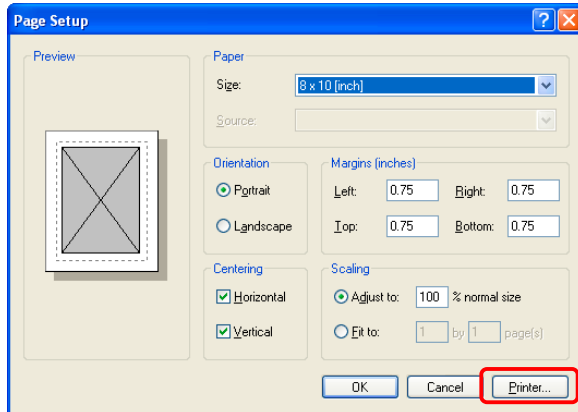 Page Setup
Preview
Paper
Size: 8 x 10 [inch]
Source:
Orientation
Portrait
Landscape
Margins (inches)
Left: 0.75 Right: 0.75
Top: 0.75 Bottom: 0.75
Centering
Horizontal
Vertical
Scaling
Adjust to: 100 % normal size
Fit to: 1 by 1 page(s)
OK Cancel Printer...